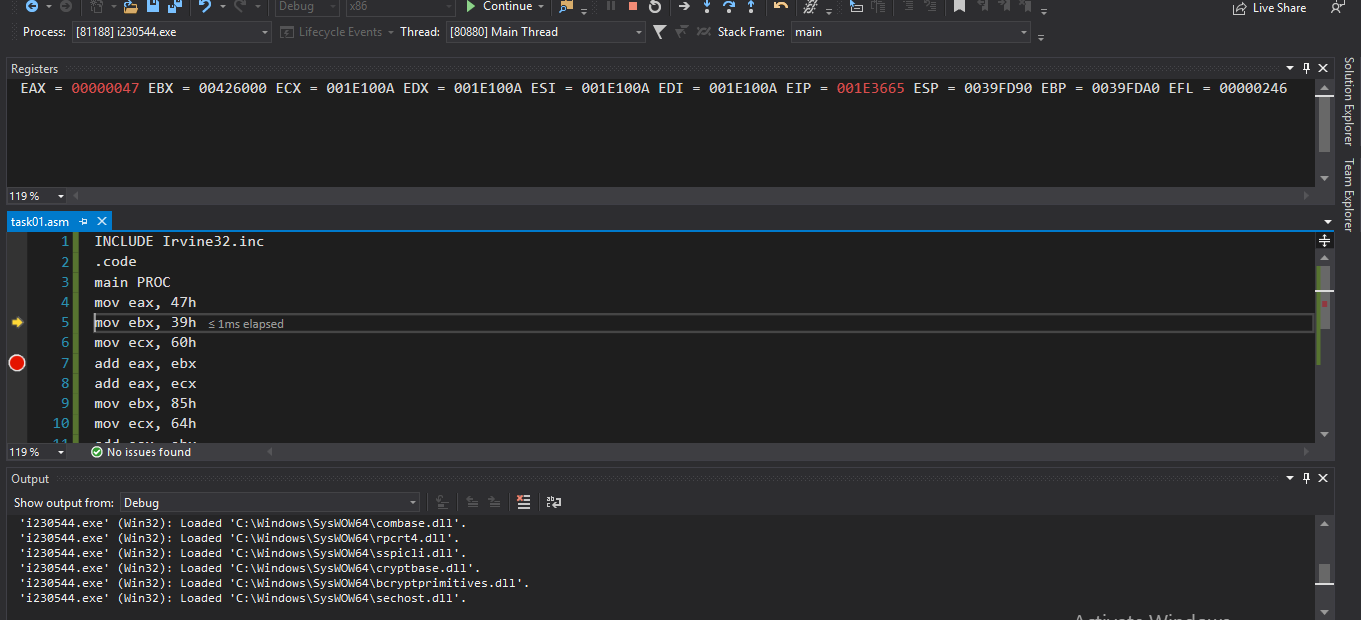 Debug x86 Continue Live Share
Process: [81188] i230544.exe Lifecycle Events Thread: [80880] Main Thread Stack Frame: main
Registers
EAX = 00000047 EBX = 00426000 ECX = 001E100A EDX = 001E100A ESI = 001E100A EDI = 001E100A EIP = 001E3665 ESP = 0039FD90 EBP = 0039FDA0 EFL = 00000246
119 %
task01.asm
1 INCLUDE Irvine32.inc
2 .code
3 main PROC
4 mov eax, 47h
5 mov ebx, 39h ≤ 1ms elapsed
6 mov ecx, 60h
7 add eax, ebx
8 add eax, ecx
9 mov ebx, 85h
10 mov ecx, 64h
11 add eax, ebx
119 % No issues found
Output
Show output from: Debug
'i230544.exe' (Win32): Loaded 'C:\Windows\SysWOW64\combase.dll'.
'i230544.exe' (Win32): Loaded 'C:\Windows\SysWOW64\rpcrt4.dll'.
'i230544.exe' (Win32): Loaded 'C:\Windows\SysWOW64\sspicli.dll'.
'i230544.exe' (Win32): Loaded 'C:\Windows\SysWOW64\cryptbase.dll'.
'i230544.exe' (Win32): Loaded 'C:\Windows\SysWOW64\bcryptprimitives.dll'.
'i230544.exe' (Win32): Loaded 'C:\Windows\SysWOW64\sechost.dll'.
Activate Windows
Solution Explorer
Team Explorer